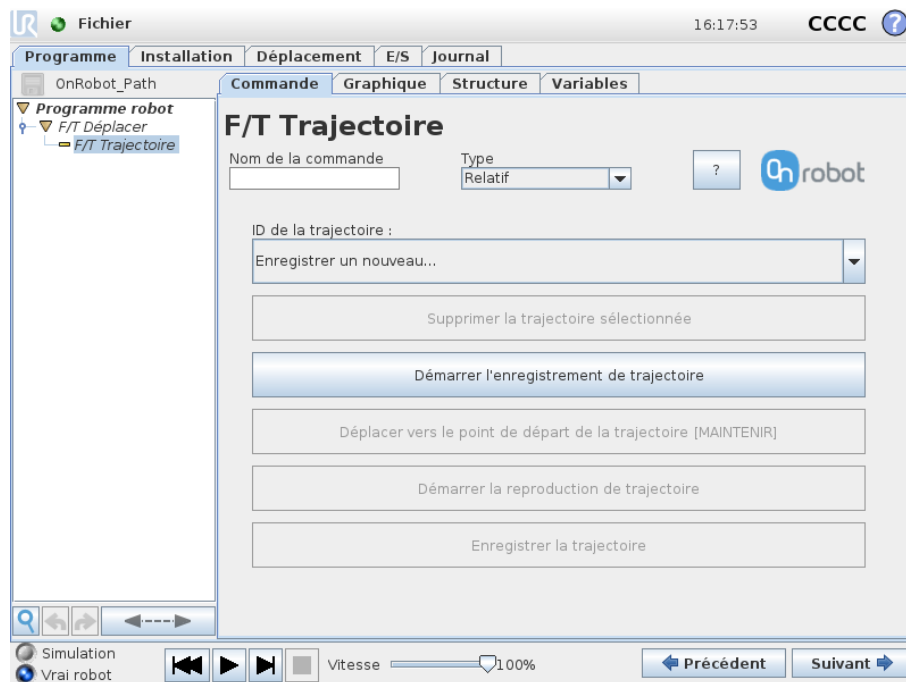 UR Fichier 16:17:53 CCCC ?
Programme Installation Déplacement E/S Journal
OnRobot_Path Commande Graphique Structure Variables
Programme robot
F/T Déplacer
F/T Trajectoire
F/T Trajectoire
Nom de la commande Type
Relatif ? On robot
ID de la trajectoire :
Enregistrer un nouveau...
Supprimer la trajectoire sélectionnée
Démarrer l'enregistrement de trajectoire
Déplacer vers le point de départ de la trajectoire [MAINTENIR]
Démarrer la reproduction de trajectoire
Enregistrer la trajectoire
Simulation
Vrai robot
Vitesse 100% Précédent Suivant